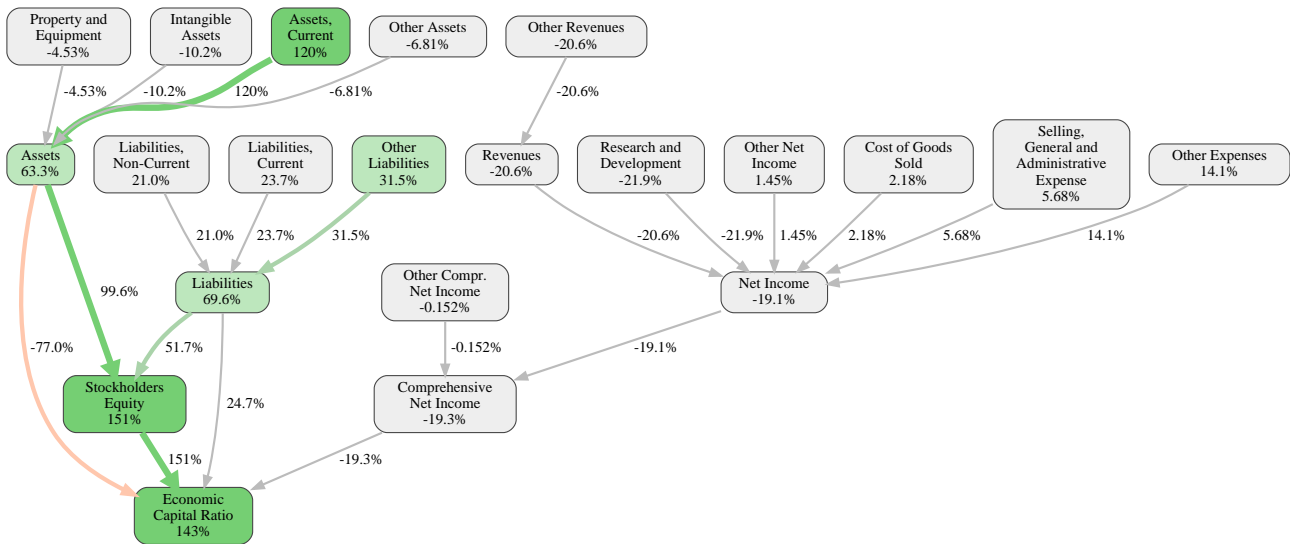 Property and
Equipment
-4.53%
Intangible
Assets
-10.2%
Assets,
Current
120%
Other Assets
-6.81%
Other Revenues
-20.6%
-4.53%
-10.2%
120%
-6.81%
-20.6%
Assets
63.3%
Liabilities,
Non-Current
21.0%
Liabilities,
Current
23.7%
Other
Liabilities
31.5%
Revenues
-20.6%
Research and
Development
-21.9%
Other Net
Income
1.45%
Cost of Goods
Sold
2.18%
Selling,
General and
Administrative
Expense
5.68%
Other Expenses
14.1%
21.0%
23.7%
31.5%
-20.6%
-21.9%
1.45%
2.18%
5.68%
14.1%
Liabilities
69.6%
Other Compr.
Net Income
-0.152%
Net Income
-19.1%
99.6%
-77.0%
51.7%
-0.152%
-19.1%
Stockholders
Equity
151%
24.7%
Comprehensive
Net Income
-19.3%
151%
-19.3%
Economic
Capital Ratio
143%